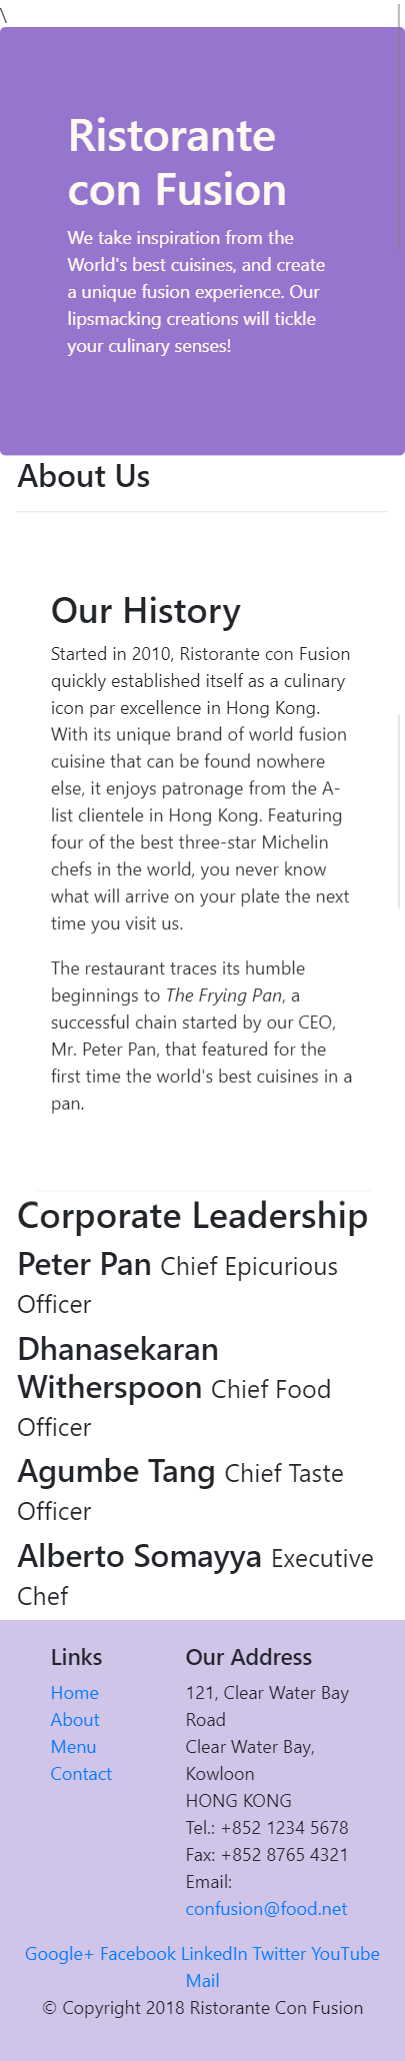 \
Ristorante
con Fusion
We take inspiration from the
World's best cuisines, and create
a unique fusion experience. Our
lipsmacking creations will tickle
your culinary senses!
About Us
Our History
Started in 2010, Ristorante con Fusion
quickly established itself as a culinary
icon par excellence in Hong Kong.
With its unique brand of world fusion
cuisine that can be found nowhere
else, it enjoys patronage from the A-
list clientele in Hong Kong. Featuring
four of the best three-star Michelin
chefs in the world, you never know
what will arrive on your plate the next
time you visit us.
The restaurant traces its humble
beginnings to The Frying Pan, a
successful chain started by our CEO,
Mr. Peter Pan, that featured for the
first time the world's best cuisines in a
pan.
Corporate Leadership
Peter Pan Chief Epicurious
Officer
Dhanasekaran
Witherspoon Chief Food
Officer
Agumbe Tang Chief Taste
Officer
Alberto Somayya Executive
Chef
Links
Home
About
Menu
Contact
Our Address
121, Clear Water Bay
Road
Clear Water Bay,
Kowloon
HONG KONG
Tel.: +852 1234 5678
Fax: +852 8765 4321
Email:
confusion@food.net
Google+ Facebook LinkedIn Twitter YouTube
Mail
© Copyright 2018 Ristorante Con Fusion